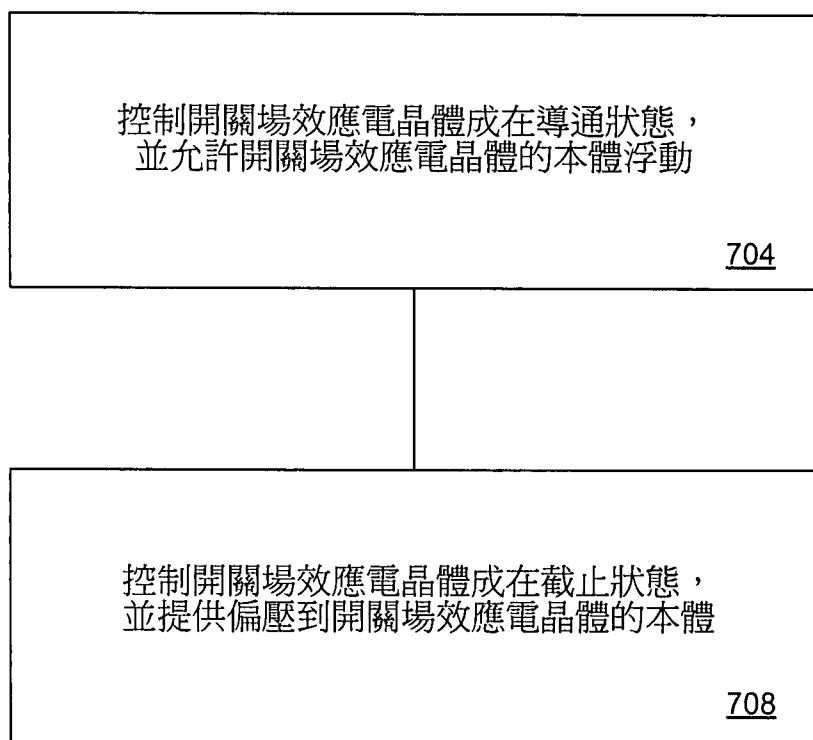 控制開關場效應電晶體成在導通狀態，
並允許開關場效應電晶體的本體浮動
704
控制開關場效應電晶體成在截止狀態，
並提供偏壓到開關場效應電晶體的本體
708